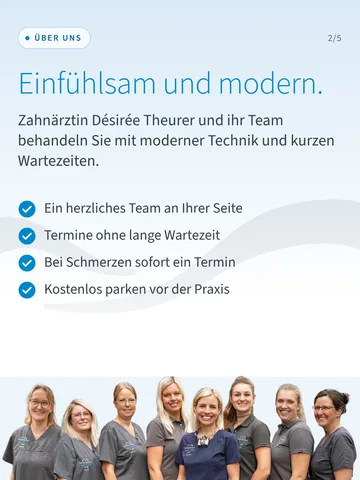 ÜBER UNS
2/5
Einfühlsam und modern.
Zahnärztin Désirée Theurer und ihr Team
behandeln Sie mit moderner Technik und kurzen
Wartezeiten.
Ein herzliches Team an Ihrer Seite
Termine ohne lange Wartezeit
Bei Schmerzen sofort ein Termin
Kostenlos parken vor der Praxis